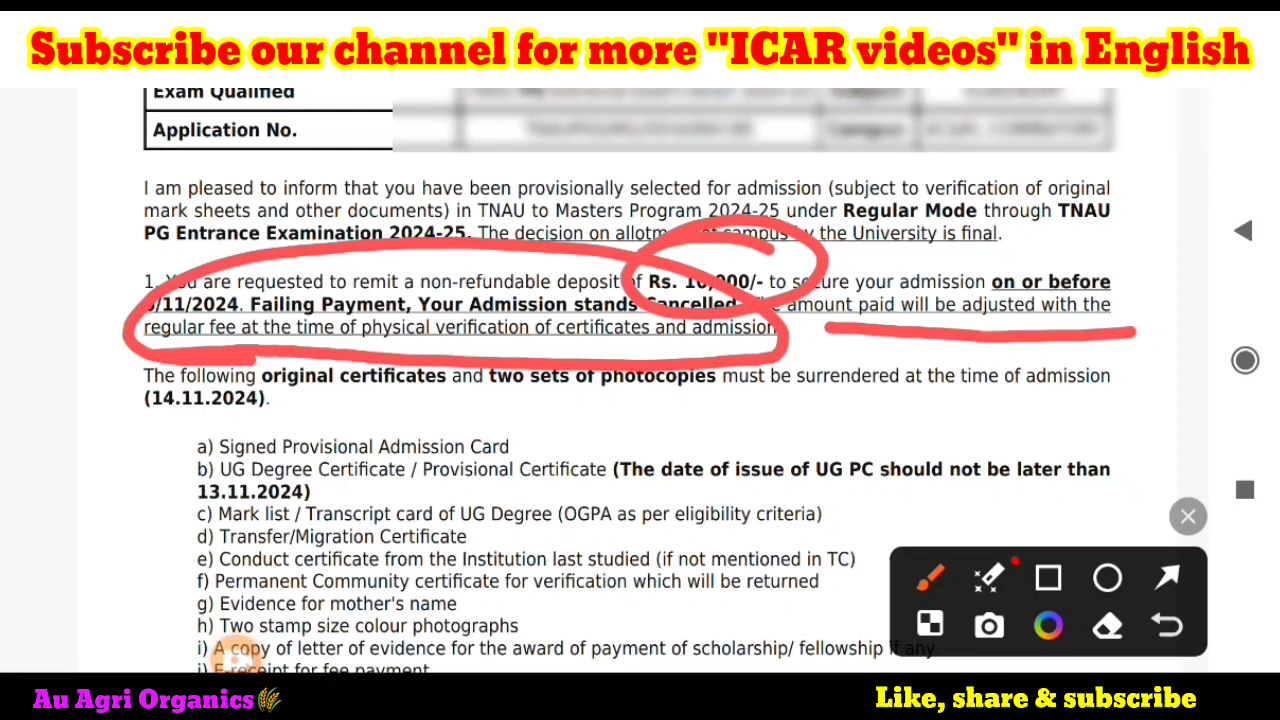 Subscribe our channel for more "ICAR videos" in English
Exam Qualified
Application No.
I am pleased to inform that you have been provisionally selected for admission (subject to verification of original
mark sheets and other documents) in TNAU to Masters Program 2024-25 under Regular Mode through TNAU
PG Entrance Examination 2024-25. The decision on allotment of campus by the University is final.
1. You are requested to remit a non-refundable deposit of Rs. 10,000/- to secure your admission on or before
/11/2024. Failing Payment, Your Admission stands Cancelled. The amount paid will be adjusted with the
regular fee at the time of physical verification of certificates and admission
The following original certificates and two sets of photocopies must be surrendered at the time of admission
(14.11.2024).
a) Signed Provisional Admission Card
b) UG Degree Certificate / Provisional Certificate (The date of issue of UG PC should not be later than
13.11.2024)
c) Mark list / Transcript card of UG Degree (OGPA as per eligibility criteria)
d) Transfer/Migration Certificate
e) Conduct certificate from the Institution last studied (if not mentioned in TC)
f) Permanent Community certificate for verification which will be returned
g) Evidence for mother's name
h) Two stamp size colour photographs
i) A copy of letter of evidence for the award of payment of scholarship/ fellowship if any
j) E-receipt for fee payment
Au Agri Organics🌾
Like, share & subscribe